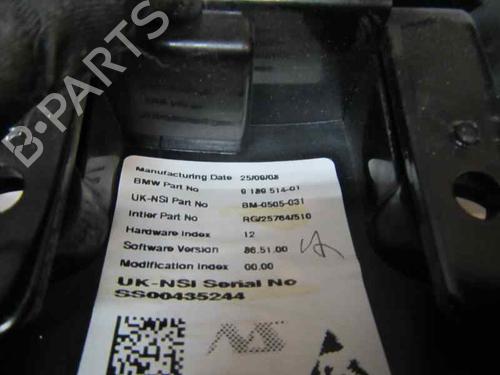 B-PARTS
Manufacturing Date 25/09/08
BMW Part No 9 189 514-01
UK-NSI Part No BM-0505-031
Intier Part No RG/25764/510
Hardware Index 12
Software Version 86.51.00
Modification Index 00.00
UK-NSI Serial No
SS00435244